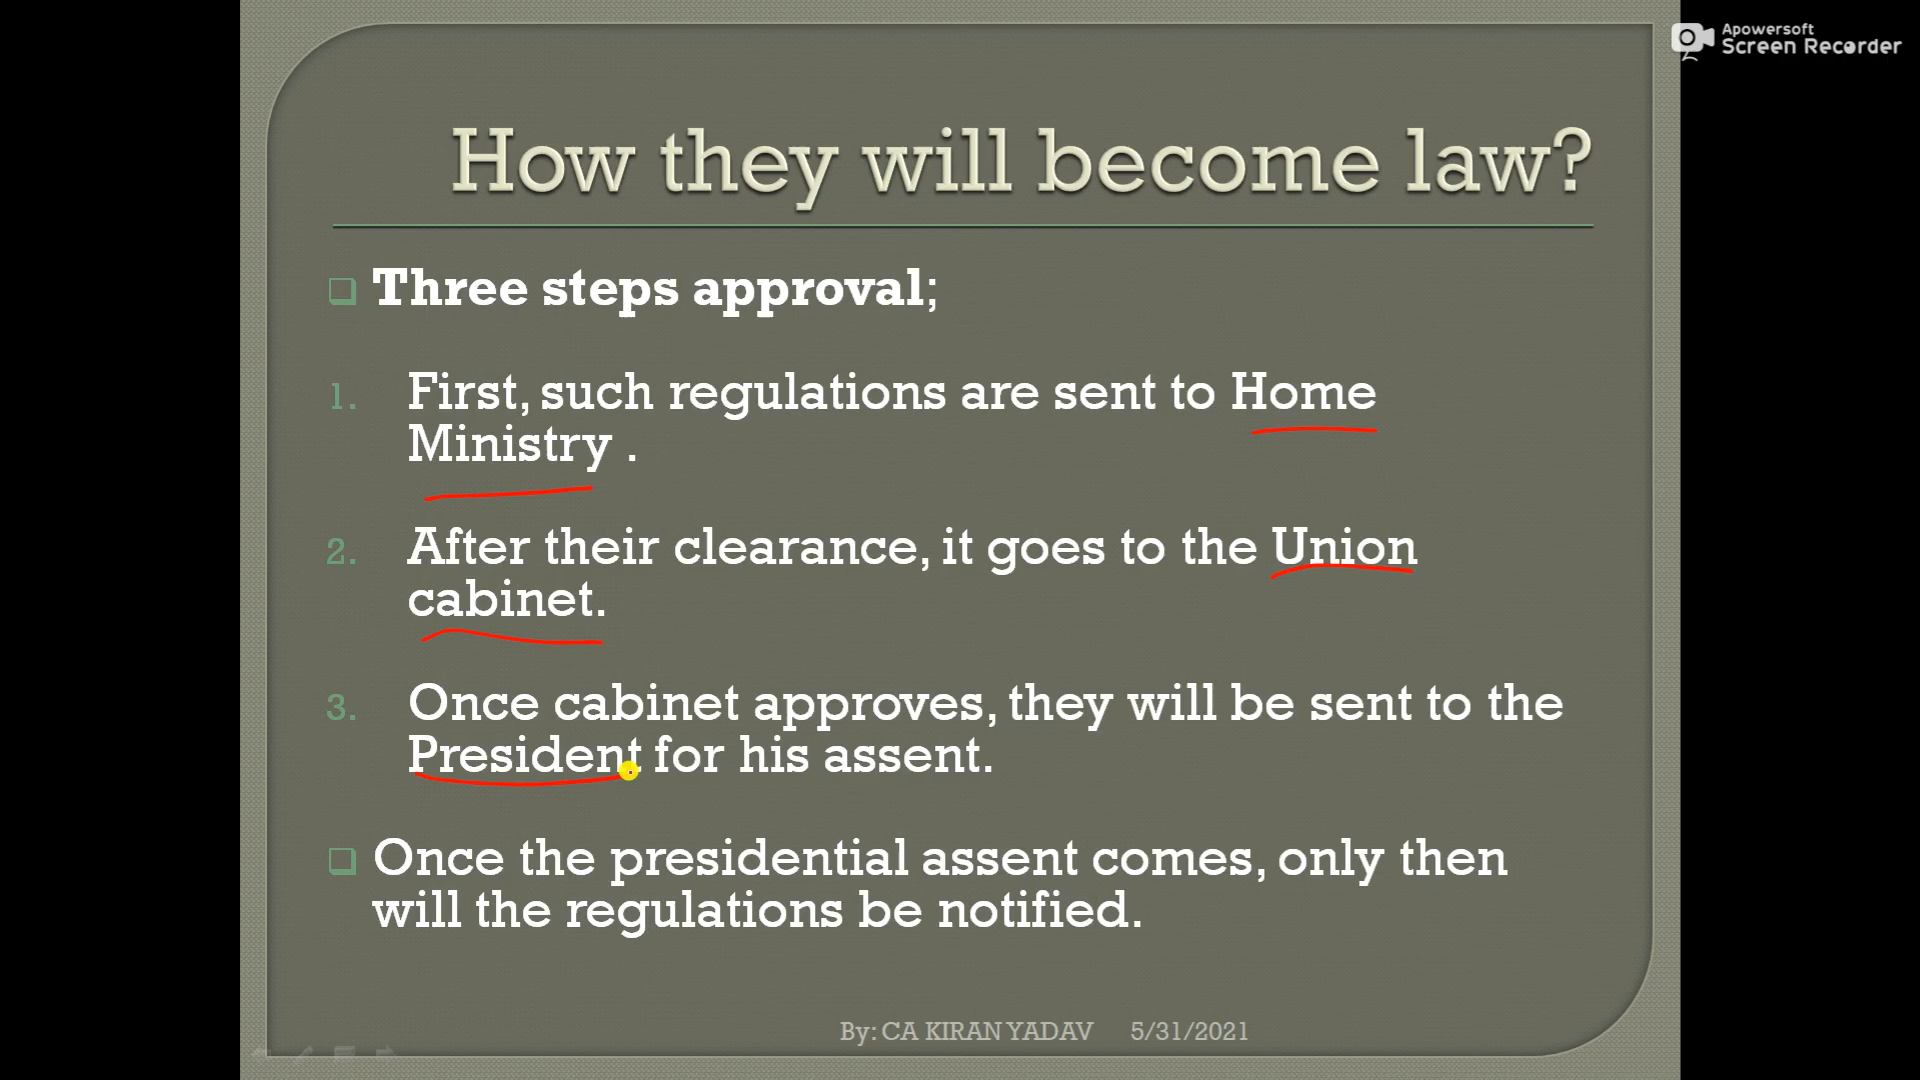 Apowersoft
Screen Recorder
How they will become law?
Three steps approval;
1. First, such regulations are sent to Home
Ministry .
2. After their clearance, it goes to the Union
cabinet.
3. Once cabinet approves, they will be sent to the
President for his assent.
Once the presidential assent comes, only then
will the regulations be notified.
By: CA KIRAN YADAV 5/31/2021